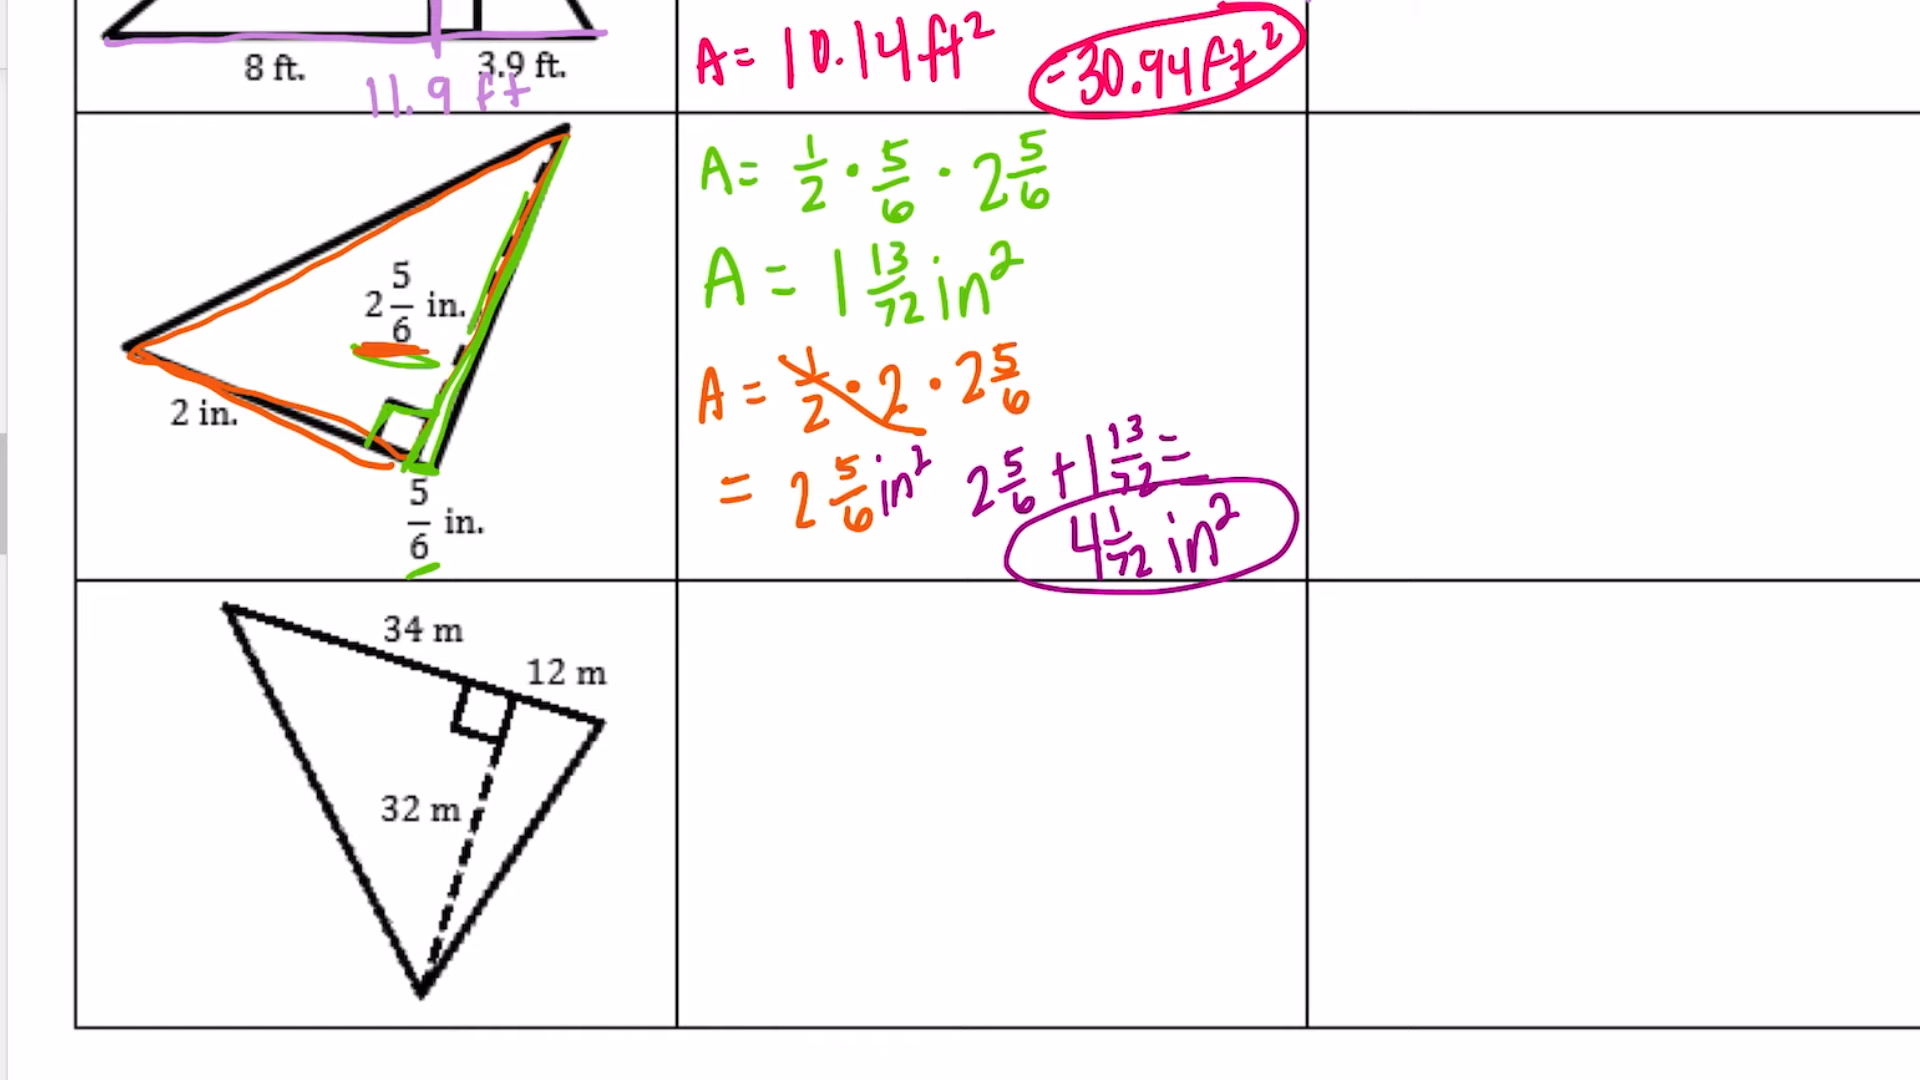 8 ft.
3.9 ft.
11.9 ft
A = 10.14 ft²
= 30.94 ft²
2 5/6 in.
2 in.
5/6 in.
A = 1/2 · 5/6 · 2 5/6
A = 1 13/72 in²
A = 1/2 · 2 · 2 5/6
= 2 5/6 in²
2 5/6 + 1 13/72 =
4 1/72 in²
34 m
12 m
32 m